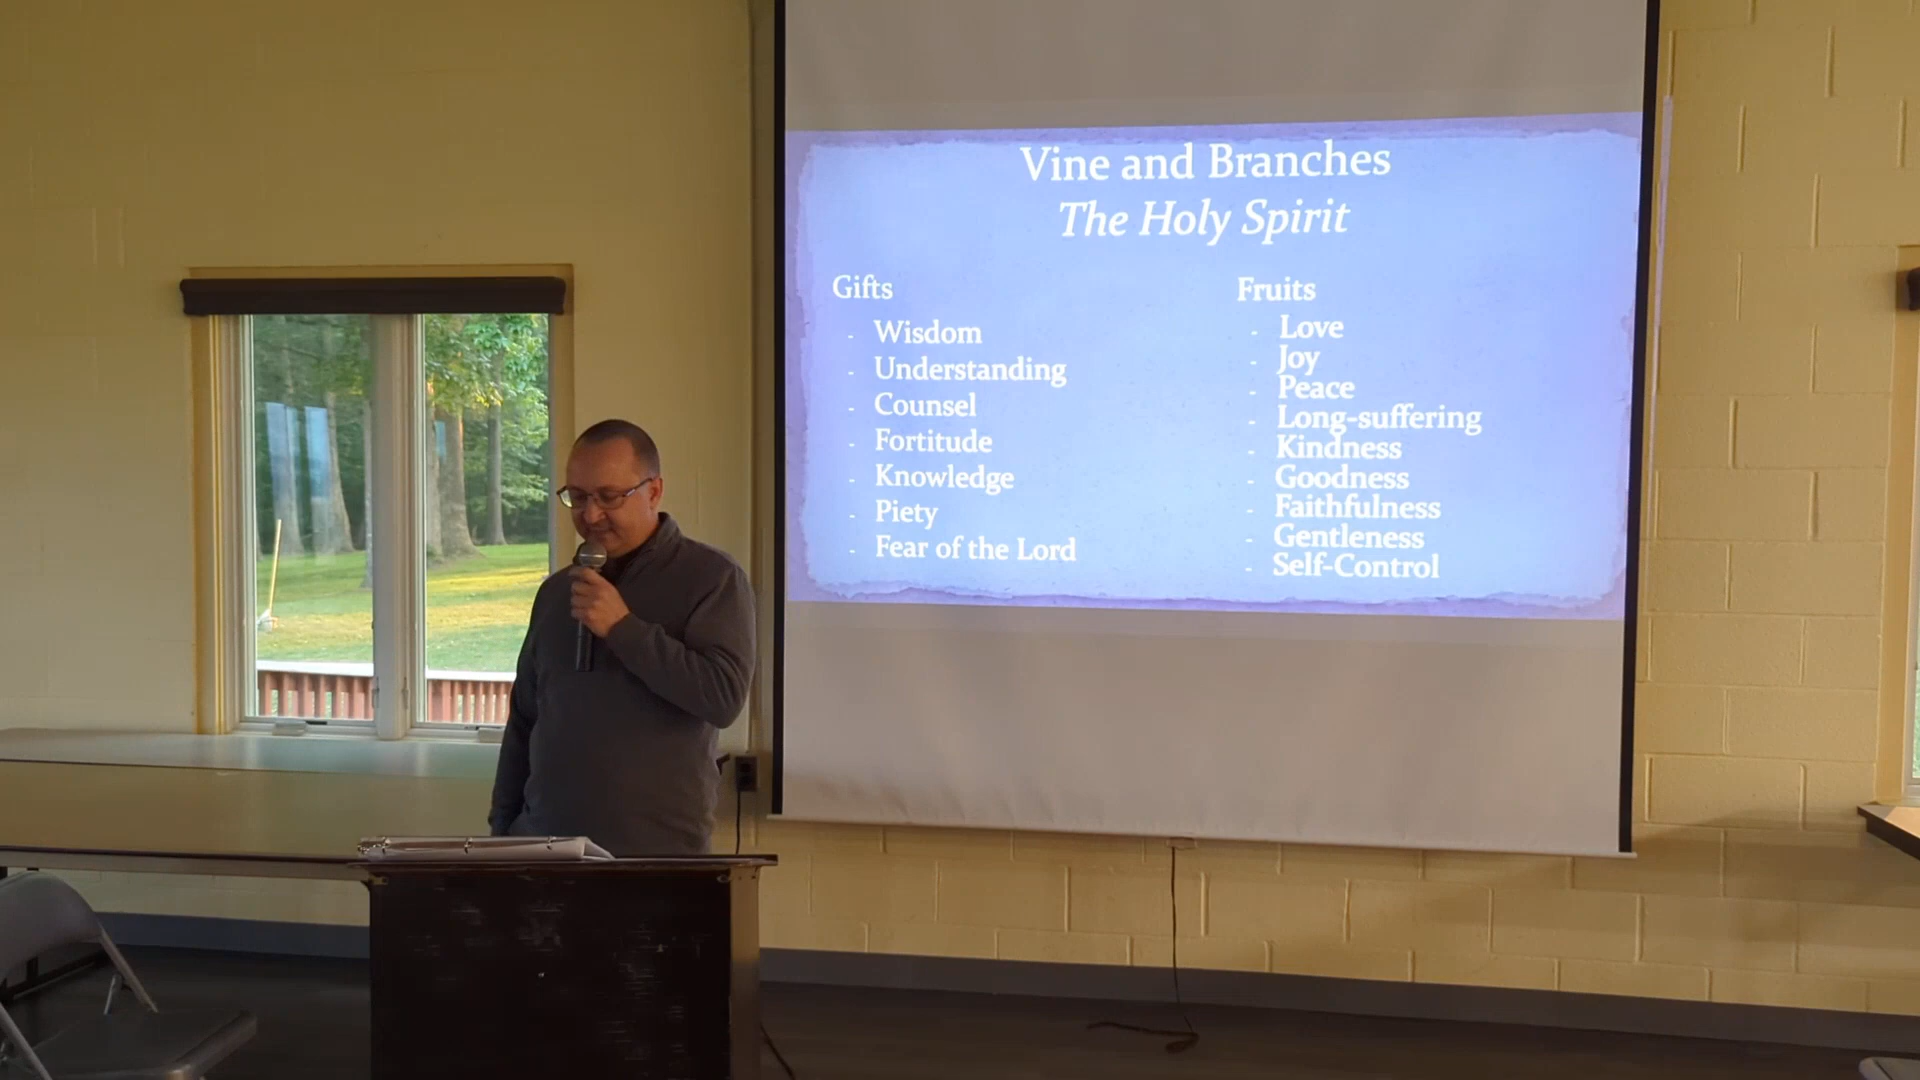 Vine and Branches
The Holy Spirit
Gifts
- Wisdom
- Understanding
- Counsel
- Fortitude
- Knowledge
- Piety
- Fear of the Lord
Fruits
- Love
- Joy
- Peace
- Long-suffering
- Kindness
- Goodness
- Faithfulness
- Gentleness
- Self-Control